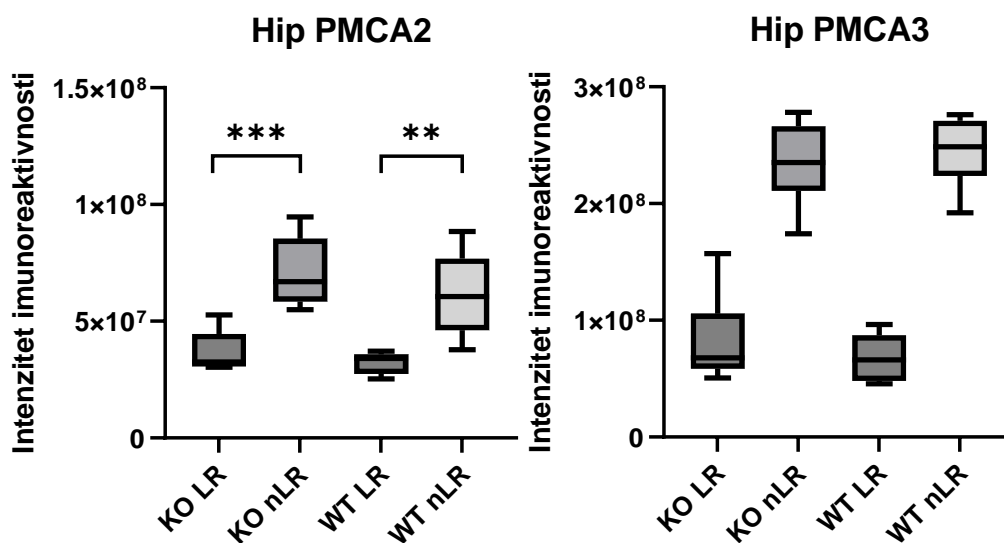 Hip PMCA2
Intenzitet imunoreaktivnosti
1.5×10⁸
1×10⁸
5×10⁷
0
*** **
KO LR
KO nLR
WT LR
WT nLR
Hip PMCA3
Intenzitet imunoreaktivnosti
3×10⁸
2×10⁸
1×10⁸
0
KO LR
KO nLR
WT LR
WT nLR